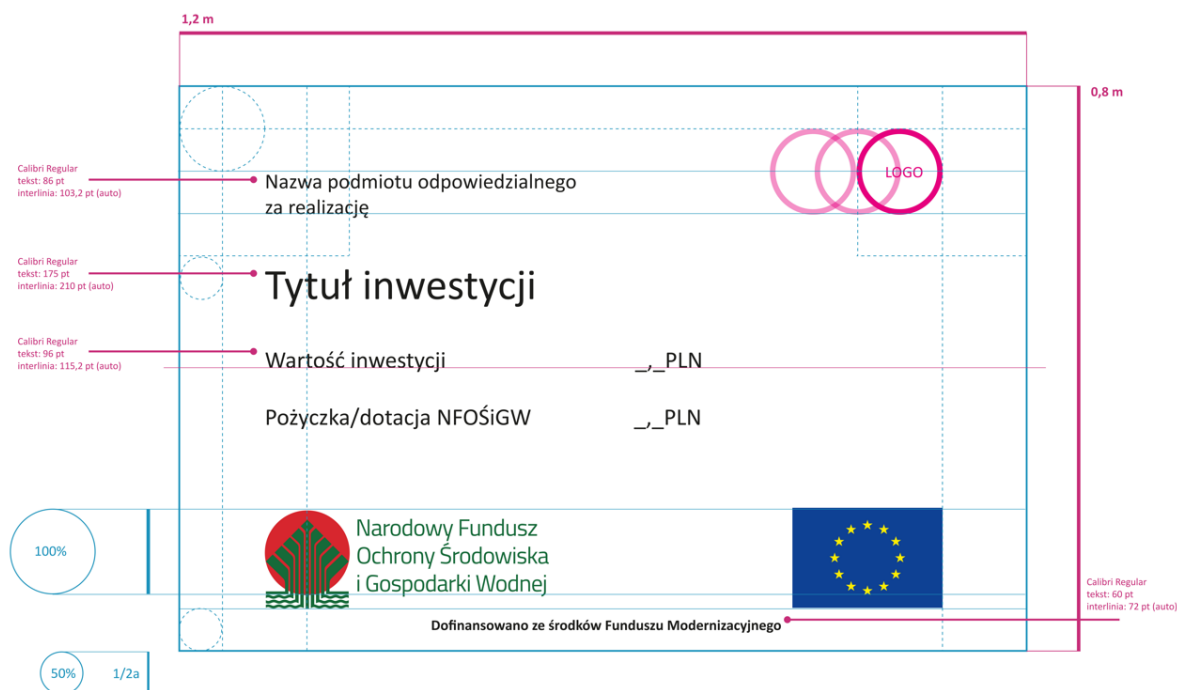 1,2 m
0,8 m
Calibri Regular
tekst: 86 pt
interlinia: 103,2 pt (auto)
Nazwa podmiotu odpowiedzialnego
za realizację
LOGO
Calibri Regular
tekst: 175 pt
interlinia: 210 pt (auto)
Tytuł inwestycji
Calibri Regular
tekst: 96 pt
interlinia: 115,2 pt (auto)
Wartość inwestycji _,_PLN
Pożyczka/dotacja NFOŚiGW _,_PLN
100%
Narodowy Fundusz
Ochrony Środowiska
i Gospodarki Wodnej
Calibri Regular
tekst: 60 pt
interlinia: 72 pt (auto)
Dofinansowano ze środków Funduszu Modernizacyjnego
50% 1/2a